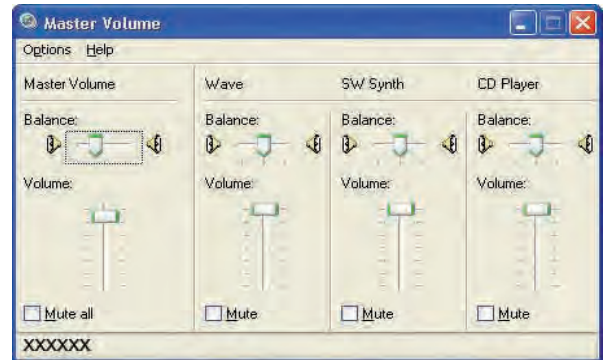 Master Volume
Options Help
Master Volume Wave SW Synth CD Player
Balance: Balance: Balance: Balance:
Volume: Volume: Volume: Volume:
Mute all Mute Mute Mute
XXXXXX